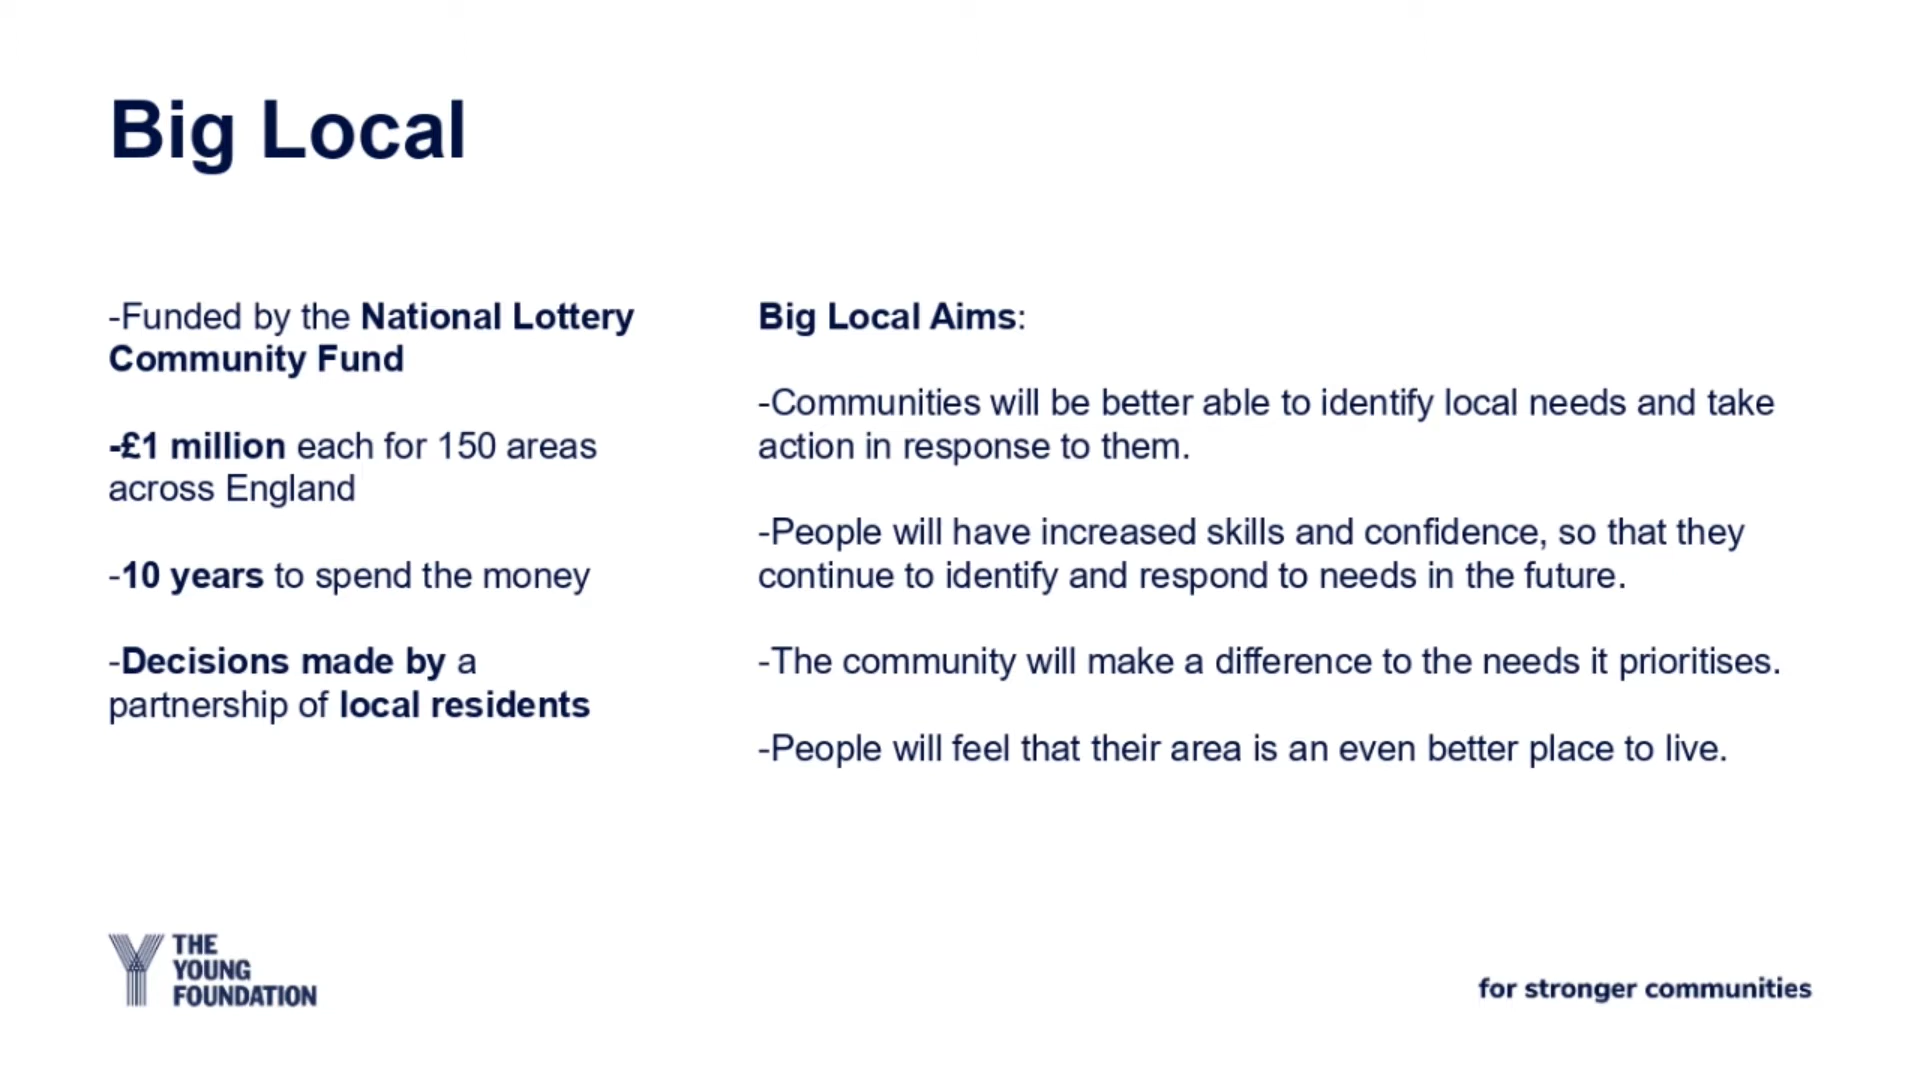 Big Local
-Funded by the National Lottery
Community Fund
-£1 million each for 150 areas
across England
-10 years to spend the money
-Decisions made by a
partnership of local residents
Big Local Aims:
-Communities will be better able to identify local needs and take
action in response to them.
-People will have increased skills and confidence, so that they
continue to identify and respond to needs in the future.
-The community will make a difference to the needs it prioritises.
-People will feel that their area is an even better place to live.
THE
YOUNG
FOUNDATION
for stronger communities